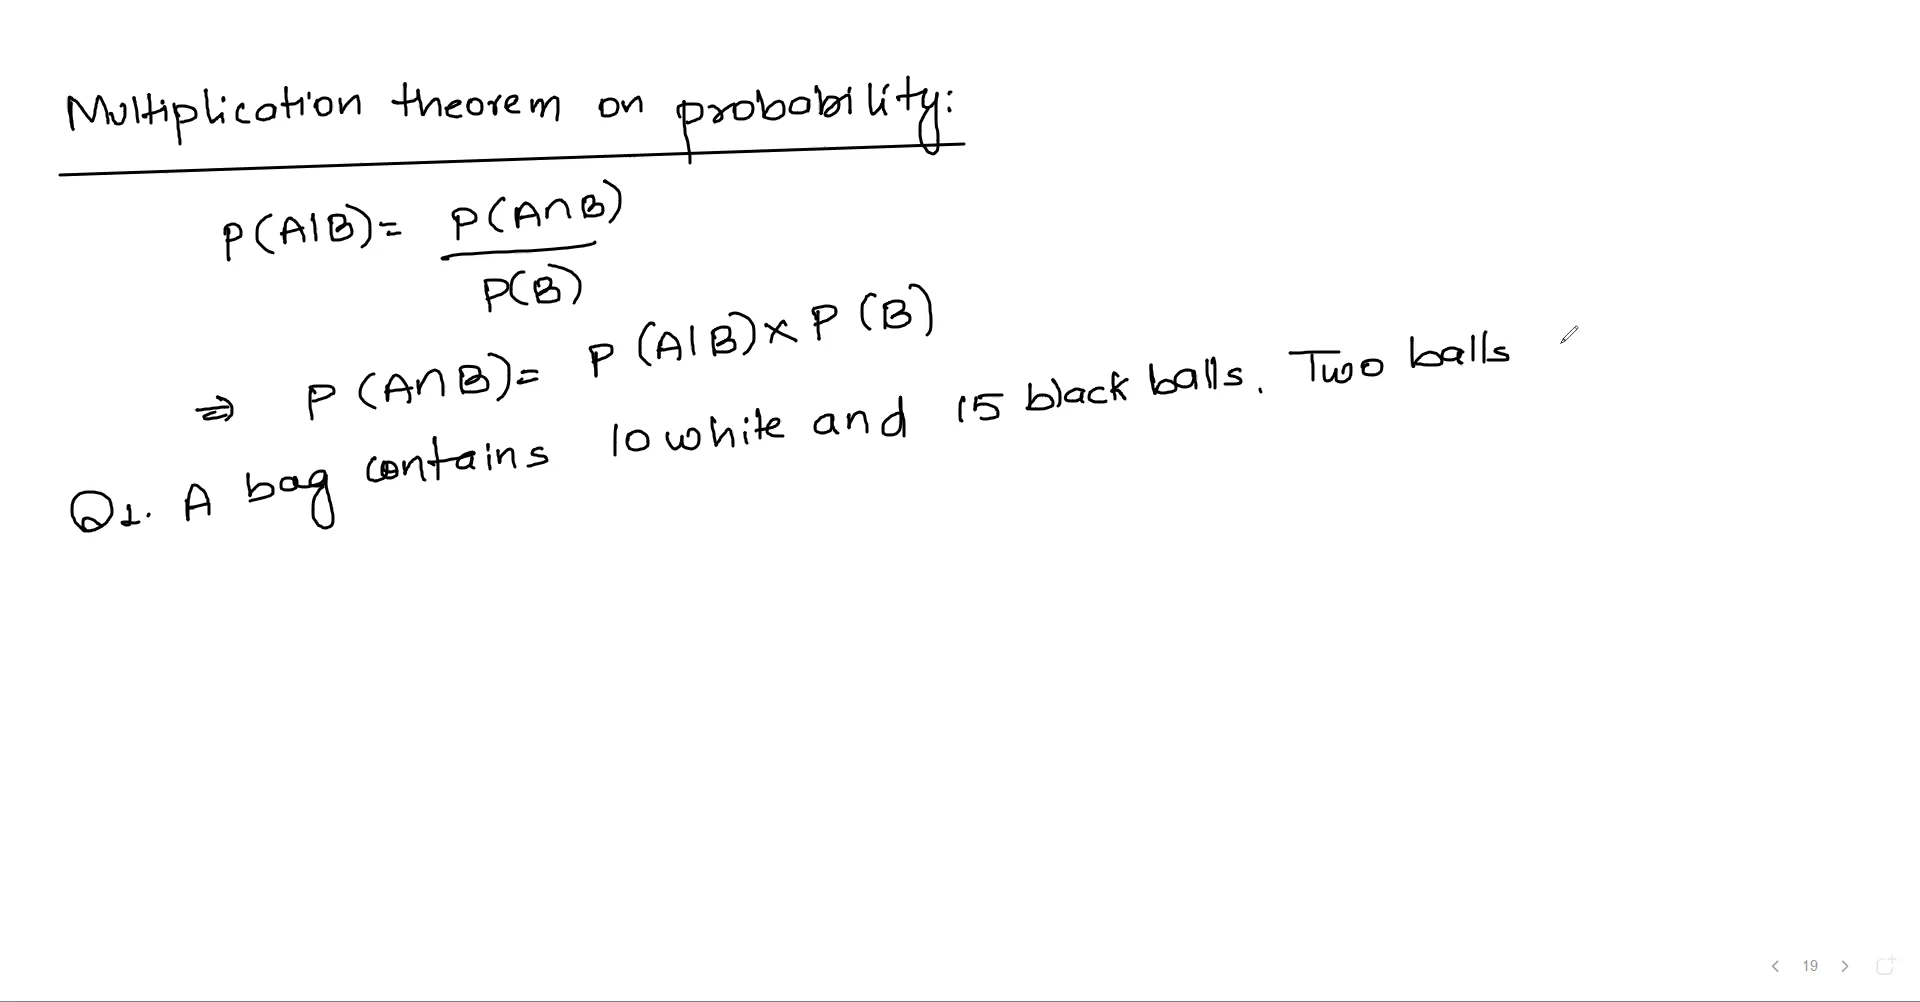 Multiplication theorem on probability:
P(A|B) = P(A∩B)
P(B)
⇒ P(A∩B) = P(A|B) × P(B)
Q1. A bag contains 10 white and 15 black balls. Two balls
19